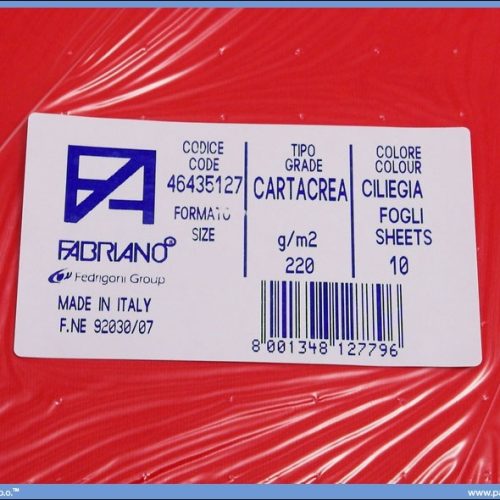 FA
FABRIANO®
Fedrigoni Group
MADE IN ITALY
F.NE 92030/07
CODICE
CODE
46435127
FORMATO
SIZE
TIPO
GRADE
CARTACREA
g/m2
220
COLORE
COLOUR
CILIEGIA
FOGLI
SHEETS
10
8 001348 127796